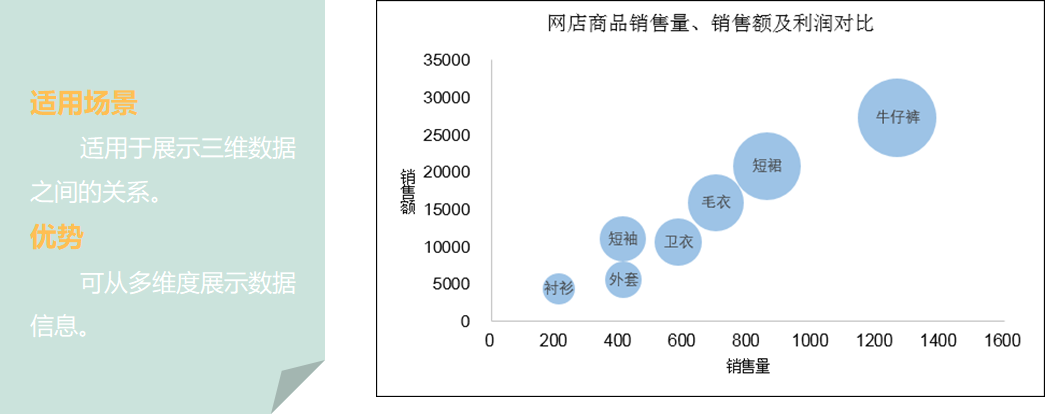 适用场景
适用于展示三维数据
之间的关系。
优势
可从多维度展示数据
信息。
网店商品销售量、销售额及利润对比
销售额
35000
30000
25000
20000
15000
10000
5000
0
牛仔裤
短裙
毛衣
短袖
卫衣
外套
衬衫
0 200 400 600 800 1000 1200 1400 1600
销售量